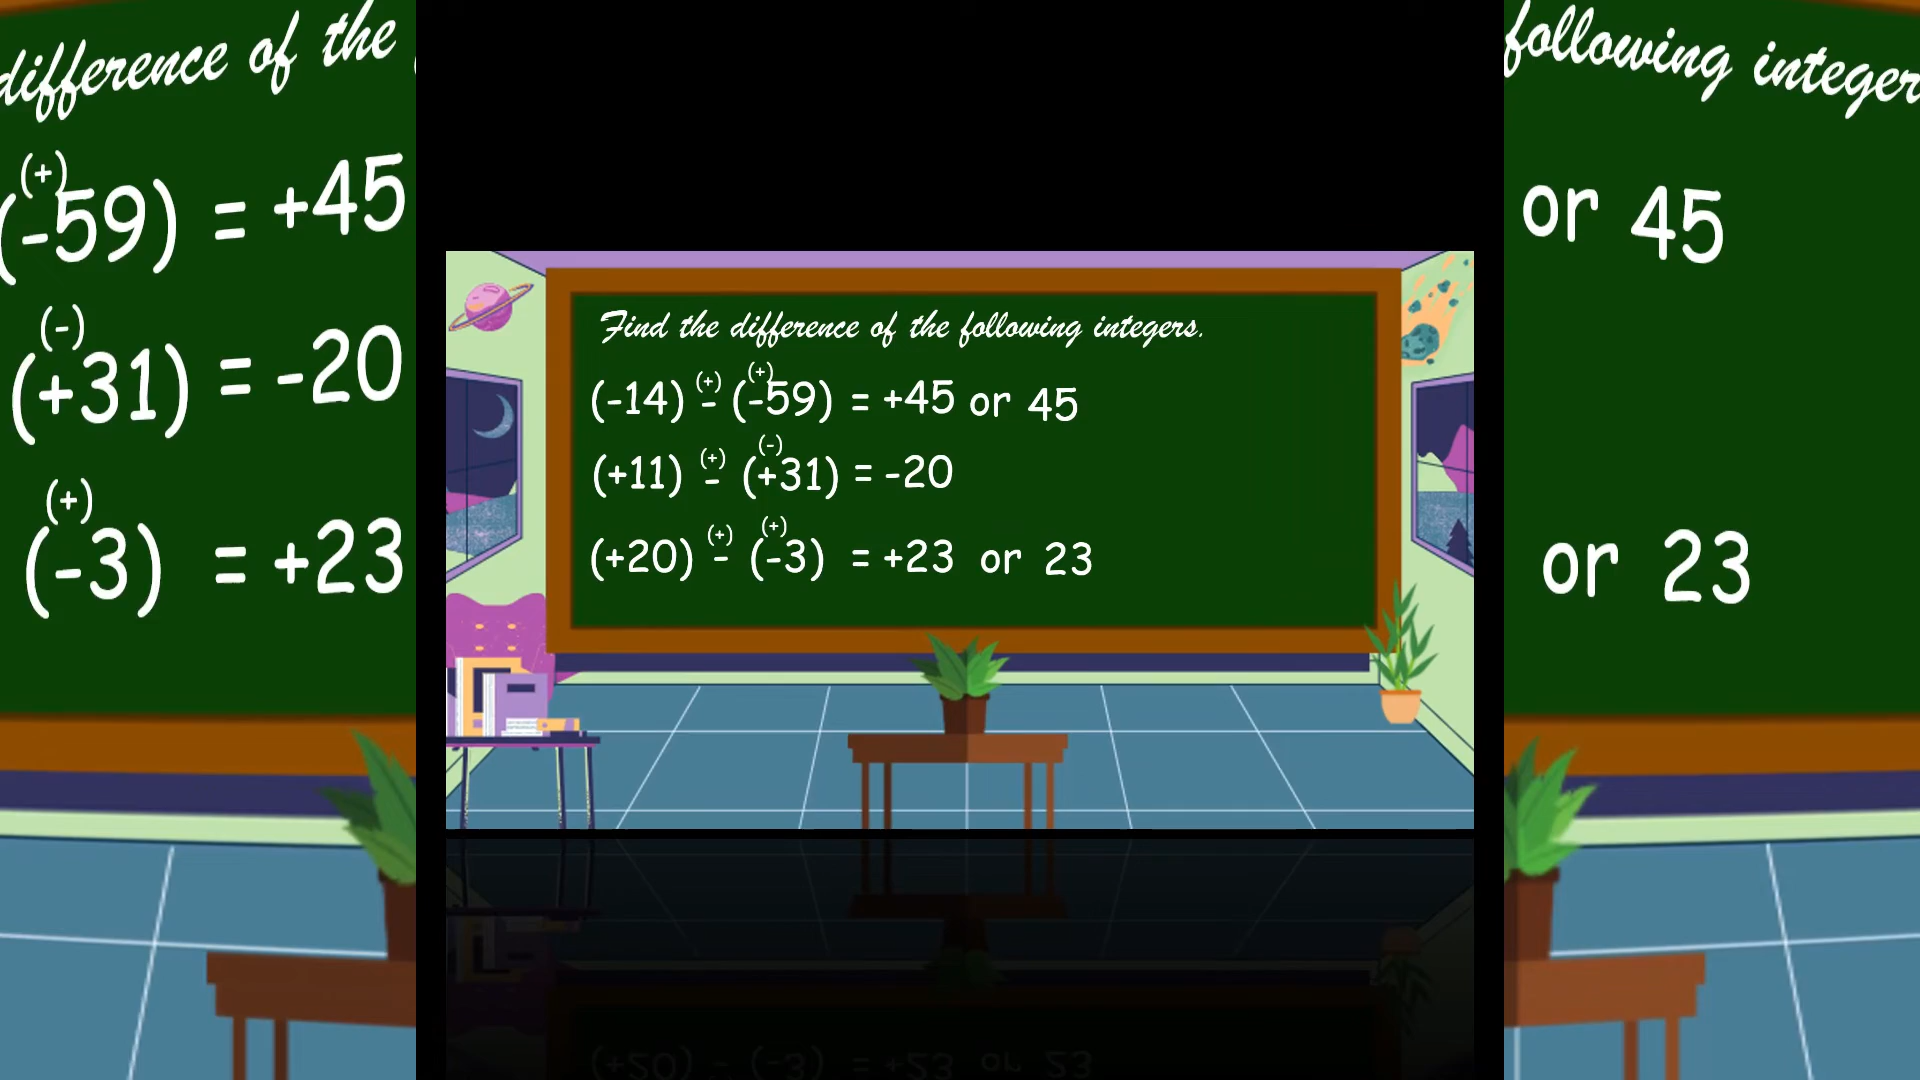 Find the difference of the following integers.
(+) (+)
(-14) - (-59) = +45 or 45
(+) (-)
(+11) - (+31) = -20
(+) (+)
(+20) - (-3) = +23 or 23